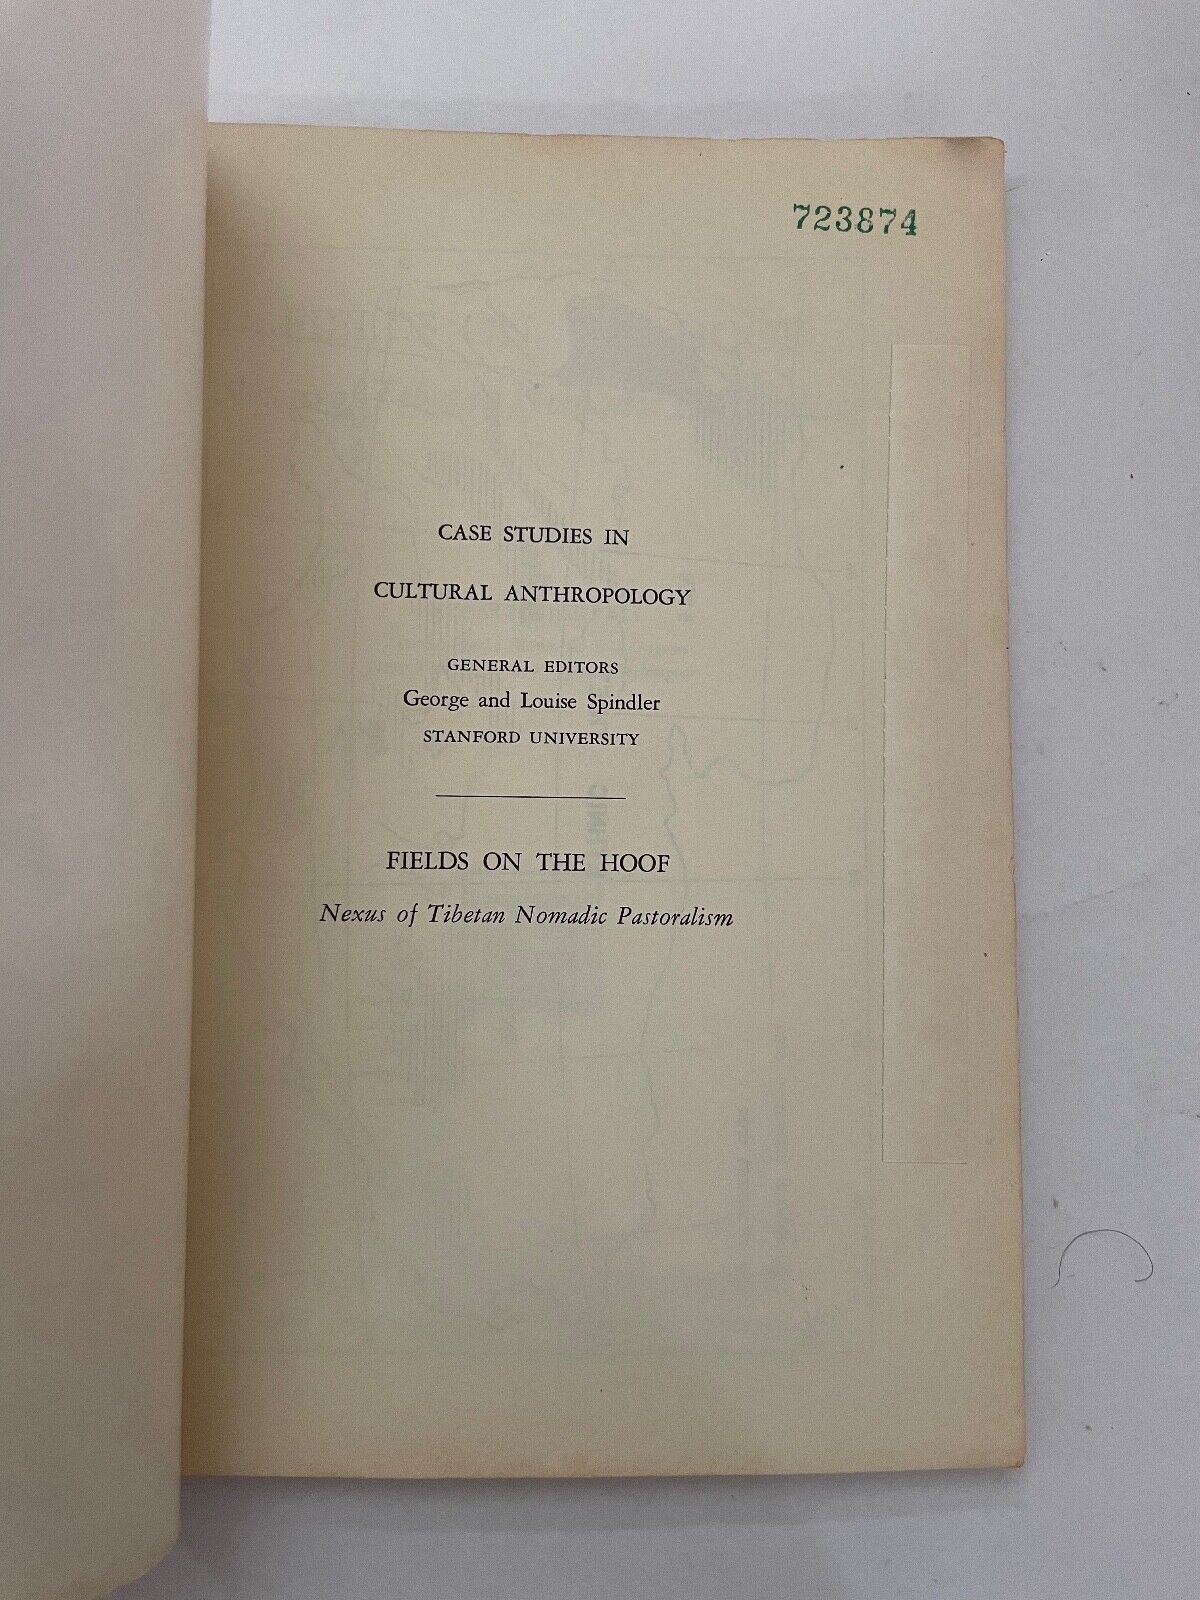 723874
CASE STUDIES IN
CULTURAL ANTHROPOLOGY
GENERAL EDITORS
George and Louise Spindler
STANFORD UNIVERSITY
FIELDS ON THE HOOF
Nexus of Tibetan Nomadic Pastoralism